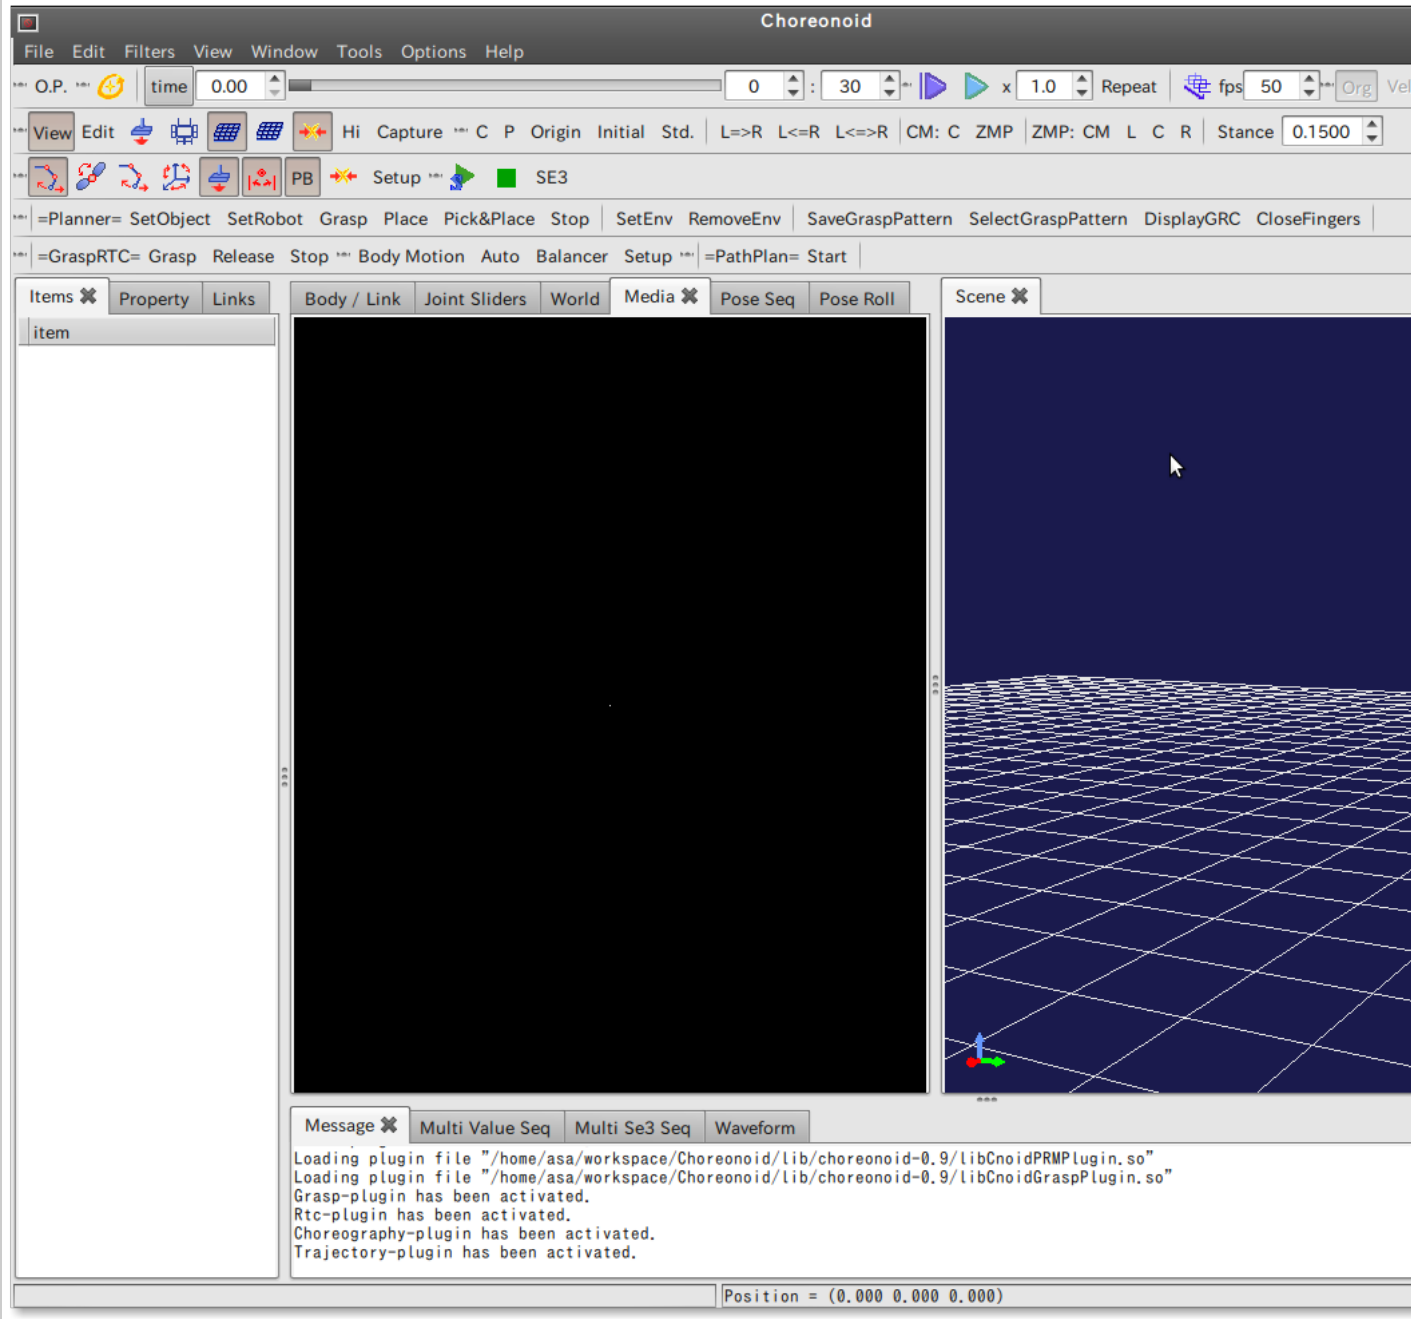 Choreonoid
File Edit Filters View Window Tools Options Help
O.P. time 0.00 0 : 30 x 1.0 Repeat fps 50 Org Vel
View Edit Hi Capture C P Origin Initial Std. L=>R L<=R L<=>R CM: C ZMP ZMP: CM L C R Stance 0.1500
PB Setup SE3
=Planner= SetObject SetRobot Grasp Place Pick&Place Stop SetEnv RemoveEnv SaveGraspPattern SelectGraspPattern DisplayGRC CloseFingers
=GraspRTC= Grasp Release Stop Body Motion Auto Balancer Setup =PathPlan= Start
Items Property Links Body / Link Joint Sliders World Media Pose Seq Pose Roll Scene
item
Message Multi Value Seq Multi Se3 Seq Waveform
Loading plugin file "/home/asa/workspace/Choreonoid/lib/choreonoid-0.9/libCnoidPRMPlugin.so"
Loading plugin file "/home/asa/workspace/Choreonoid/lib/choreonoid-0.9/libCnoidGraspPlugin.so"
Grasp-plugin has been activated.
Rtc-plugin has been activated.
Choreography-plugin has been activated.
Trajectory-plugin has been activated.
Position = (0.000 0.000 0.000)